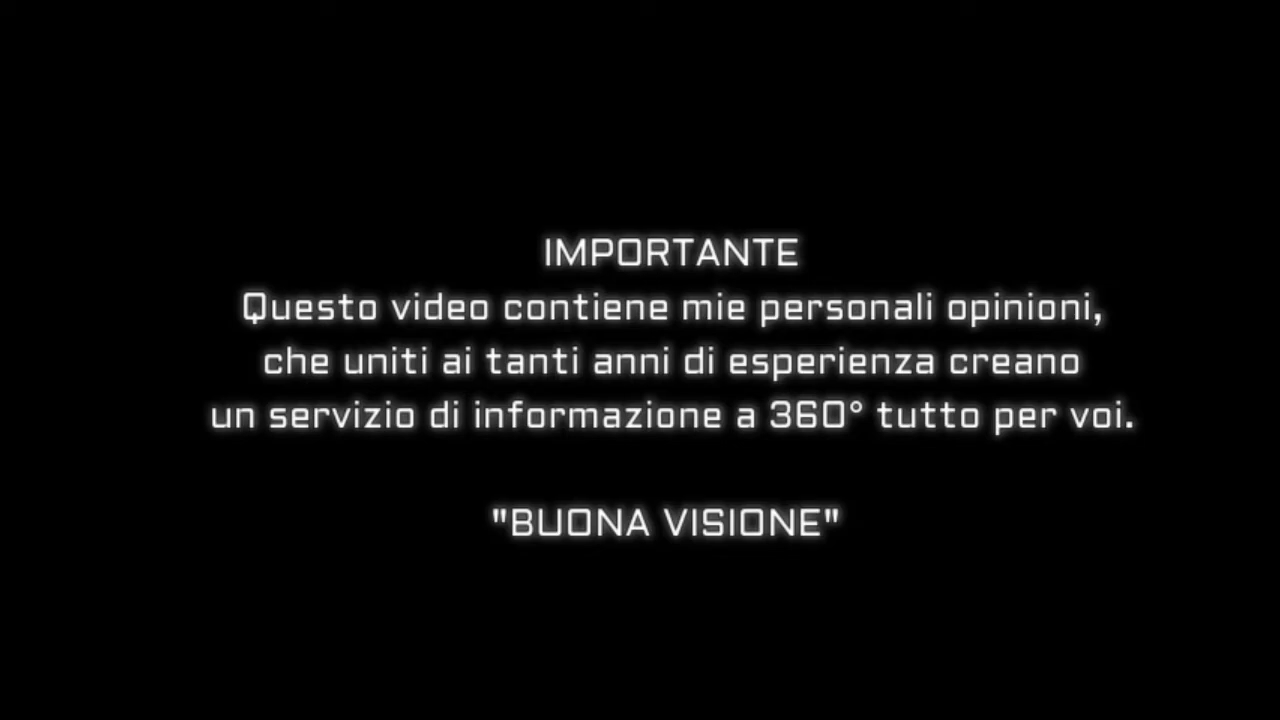 IMPORTANTE
Questo video contiene mie personali opinioni,
che uniti ai tanti anni di esperienza creano
un servizio di informazione a 360° tutto per voi.
"BUONA VISIONE"